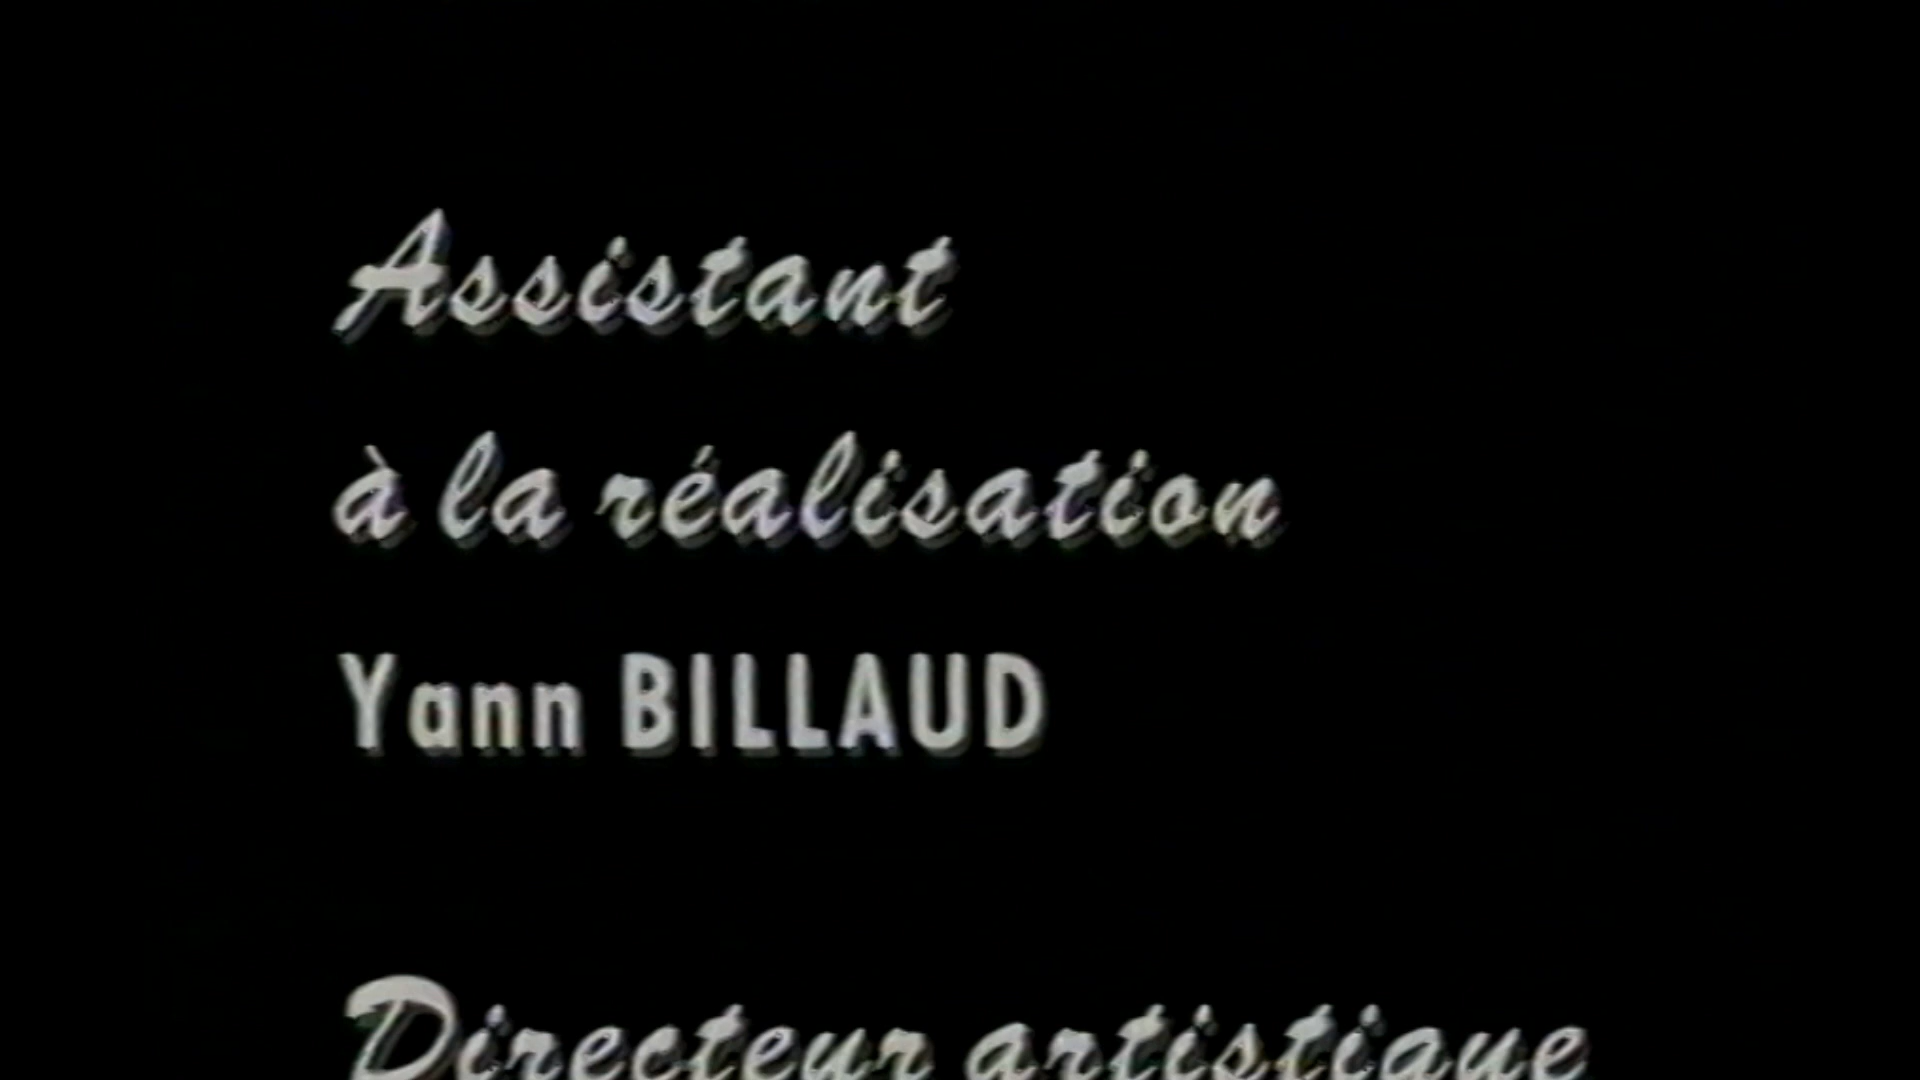 Assistant
à la réalisation
Yann BILLAUD
Directeur artistique